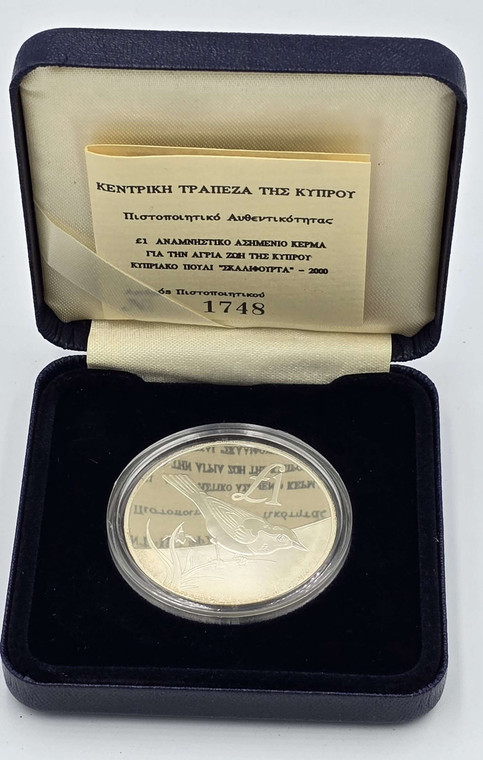 ΚΕΝΤΡΙΚΗ ΤΡΑΠΕΖΑ ΤΗΣ ΚΥΠΡΟΥ
Πιστοποιητικό Αυθεντικότητας
£1 ΑΝΑΜΝΗΣΤΙΚΟ ΑΣΗΜΕΝΙΟ ΚΕΡΜΑ
ΓΙΑ ΤΗΝ ΑΓΡΙΑ ΖΩΗ ΤΗΣ ΚΥΠΡΟΥ
ΚΥΠΡΙΑΚΟ ΠΟΥΛΙ "ΣΚΑΛΙΦΟΥΡΤΑ" - 2000
Πιστοποιητικού
1748
£1